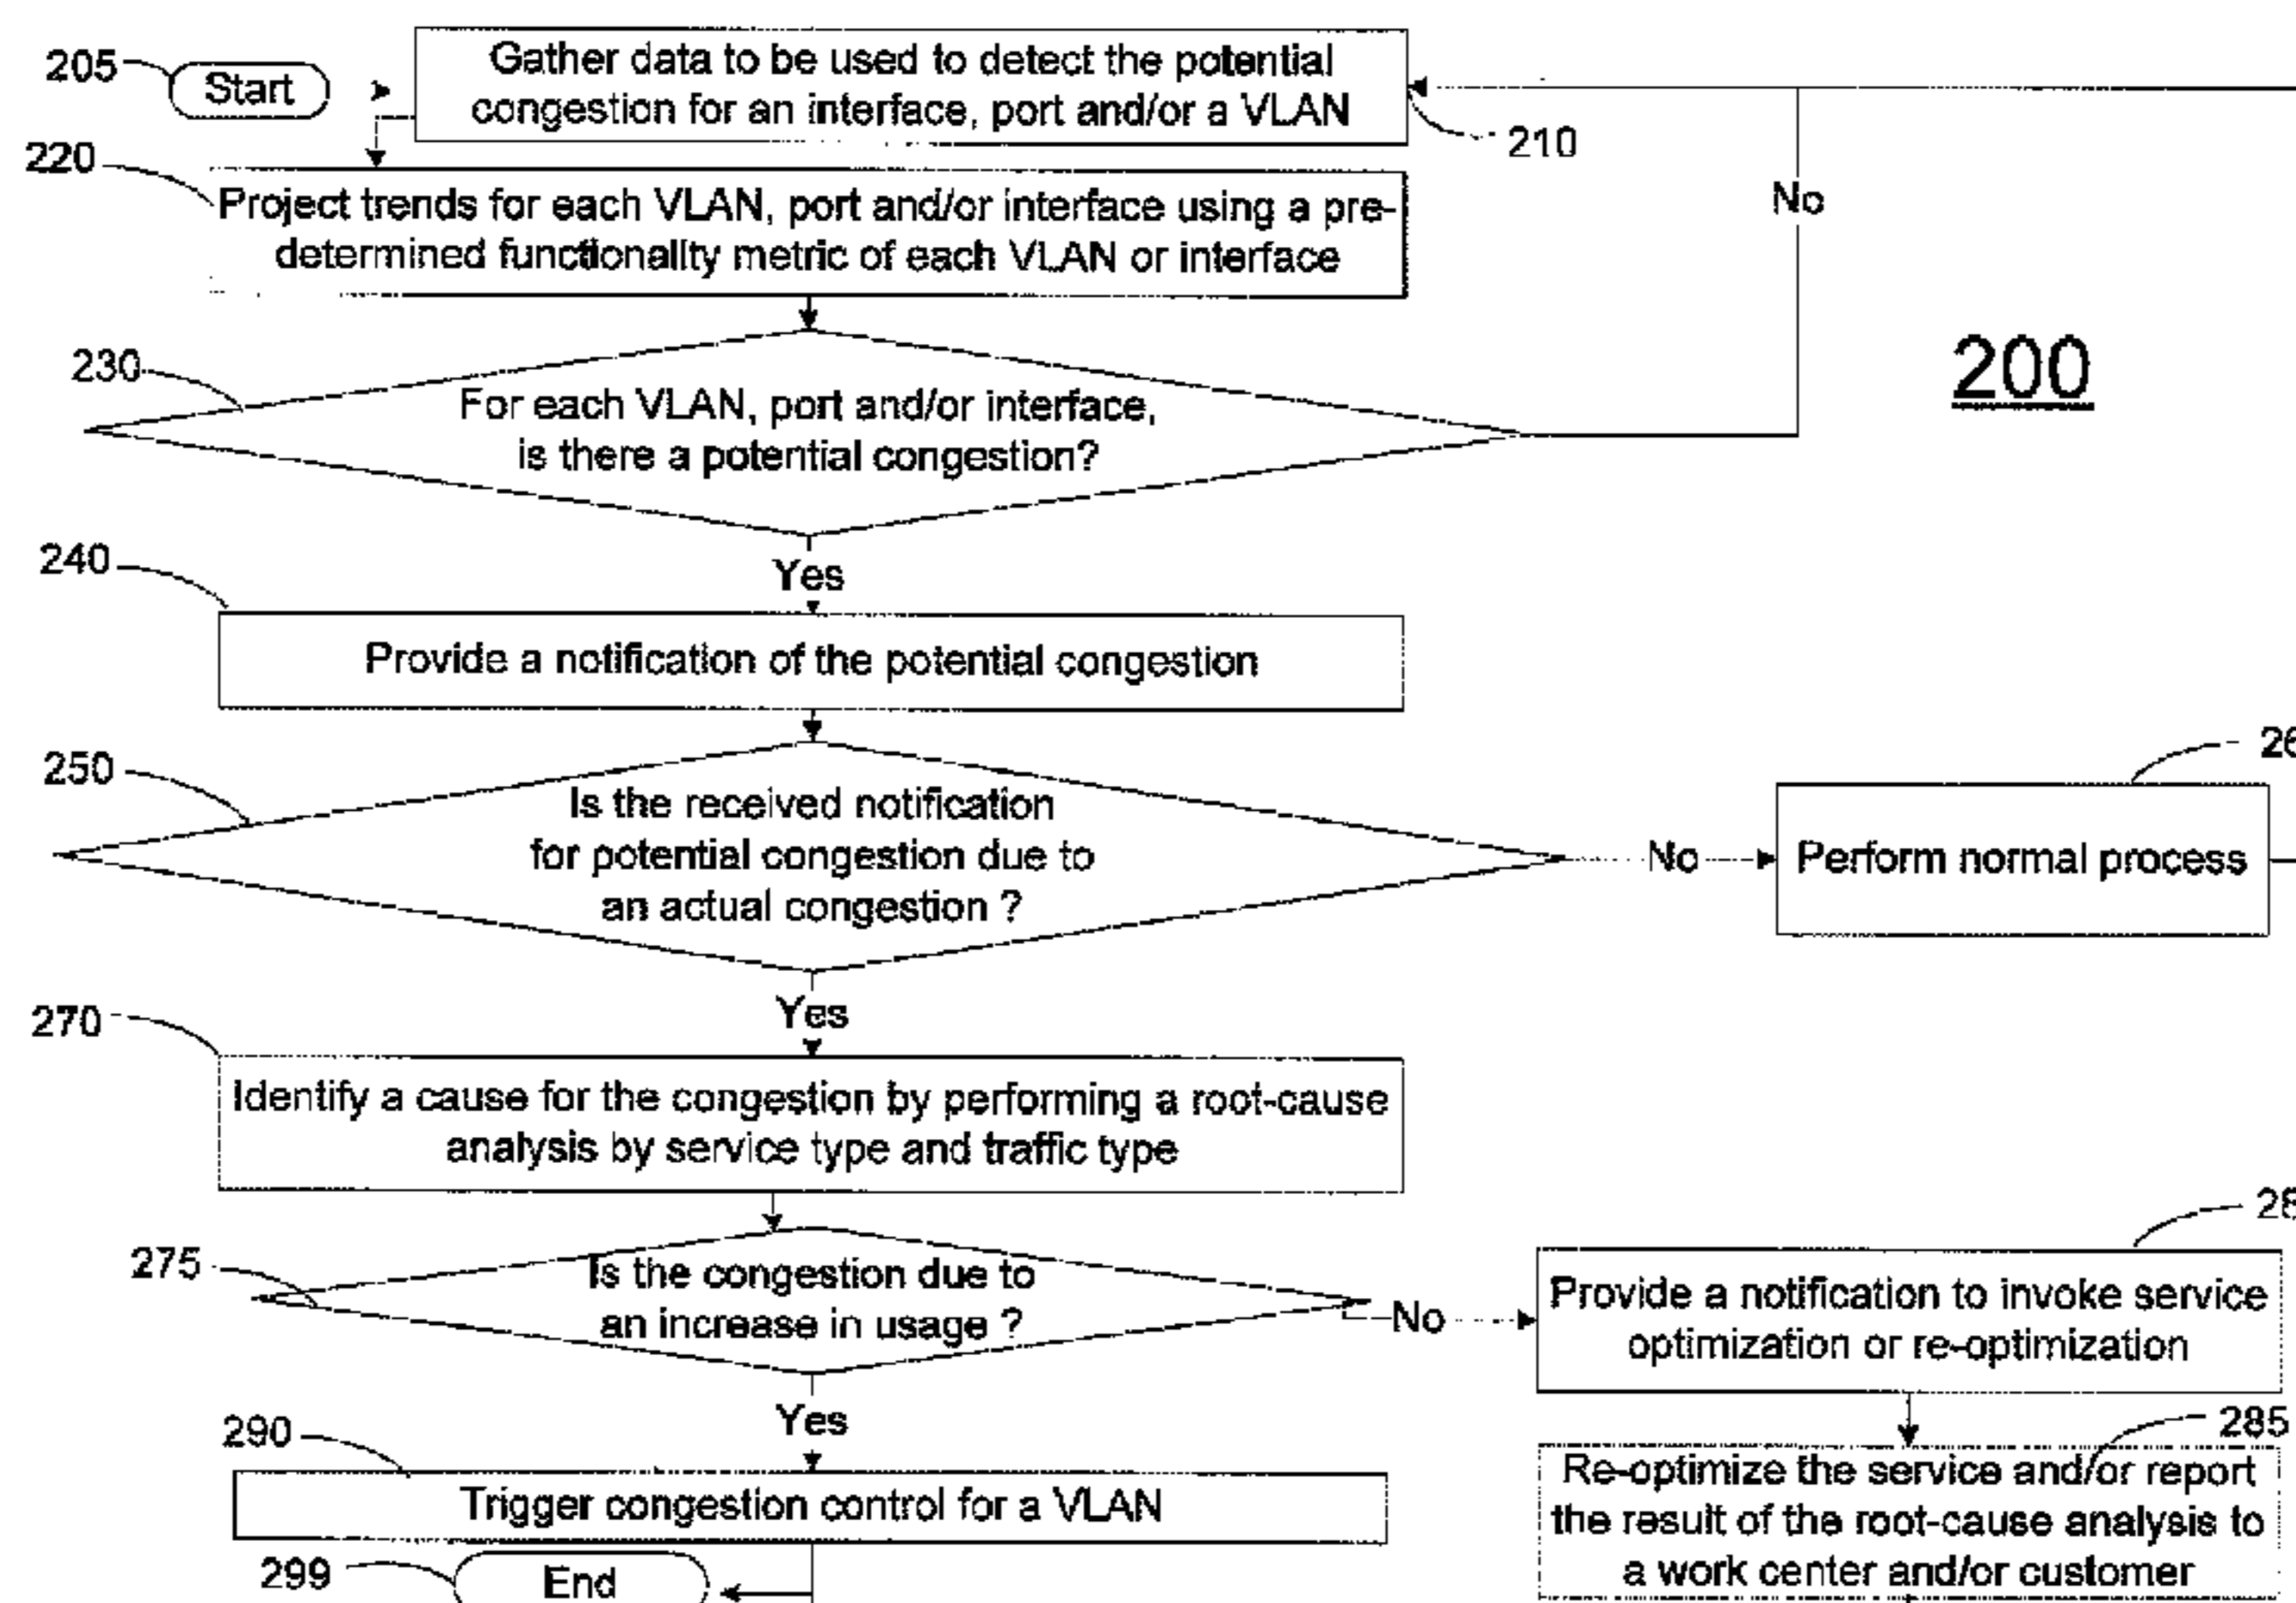 205
Start
Gather data to be used to detect the potential
congestion for an interface, port and/or a VLAN
210
220
Project trends for each VLAN, port and/or interface using a pre-
determined functionality metric of each VLAN or interface
No
200
230
For each VLAN, port and/or interface,
is there a potential congestion?
Yes
240
Provide a notification of the potential congestion
250
Is the received notification
for potential congestion due to
an actual congestion ?
No
Perform normal process
Yes
270
Identify a cause for the congestion by performing a root-cause
analysis by service type and traffic type
275
Is the congestion due to
an increase in usage ?
No
Provide a notification to invoke service
optimization or re-optimization
Yes
285
290
Trigger congestion control for a VLAN
Re-optimize the service and/or report
the result of the root-cause analysis to
a work center and/or customer
299
End